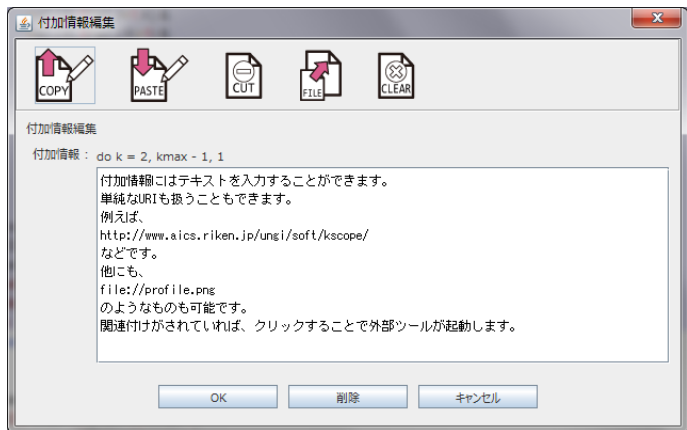 付加情報編集
COPY
PASTE
CUT
FILE
CLEAR
付加情報編集
付加情報: do k = 2, kmax - 1, 1
付加情報にはテキストを入力することができます。
単純なURIも扱うこともできます。
例えば、
http://www.aics.riken.jp/ungi/soft/kscope/
などです。
他にも、
file://profile.png
のようなものも可能です。
関連付けがされていれば、クリックすることで外部ツールが起動します。
OK 削除 キャンセル